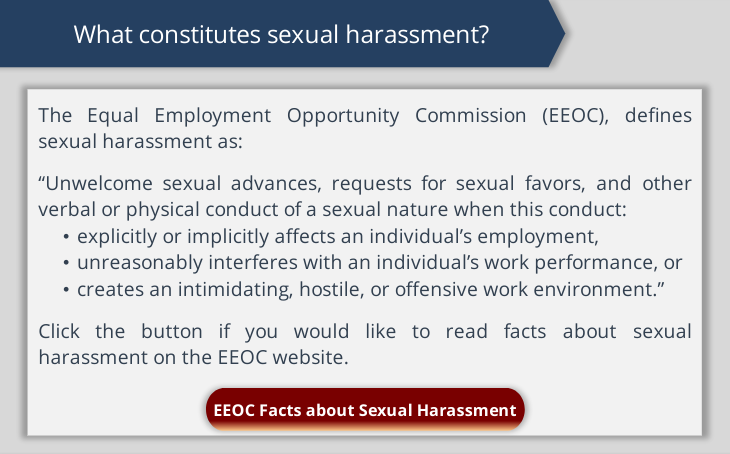 What constitutes sexual harassment?
The Equal Employment Opportunity Commission (EEOC), defines
sexual harassment as:
“Unwelcome sexual advances, requests for sexual favors, and other
verbal or physical conduct of a sexual nature when this conduct:
• explicitly or implicitly affects an individual’s employment,
• unreasonably interferes with an individual’s work performance, or
• creates an intimidating, hostile, or offensive work environment.”
Click the button if you would like to read facts about sexual
harassment on the EEOC website.
EEOC Facts about Sexual Harassment